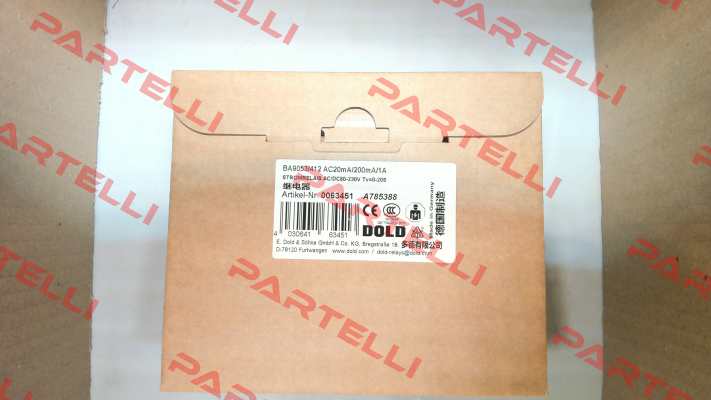 BA9053/412 AC20mA/200mA/1A
STROMRELAIS AC/DC80-230V Tv=0-20S
继电器
Artikel-Nr. 0063451 A785388
4 030641 63451
DOLD
E. Dold & Söhne GmbH & Co. KG, Bregstraße 18, 多德有限公司
D-78120 Furtwangen www.dold.com / dold-relays@dold.com
Made in Germany
德国制造
PARTELLI
PARTELLI
PARTELLI
PARTELLI
PARTELLI
PARTELLI
PARTELLI
PARTELLI